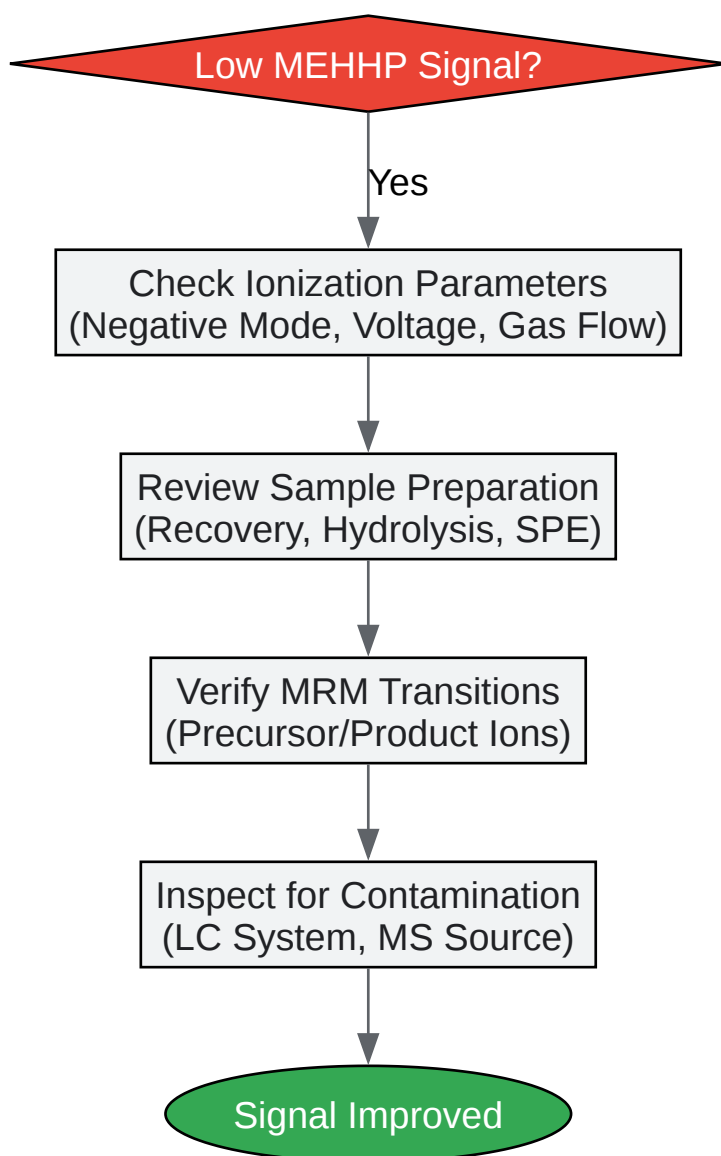 Low MEHHP Signal?
Yes
Check Ionization Parameters
(Negative Mode, Voltage, Gas Flow)
Review Sample Preparation
(Recovery, Hydrolysis, SPE)
Verify MRM Transitions
(Precursor/Product Ions)
Inspect for Contamination
(LC System, MS Source)
Signal Improved